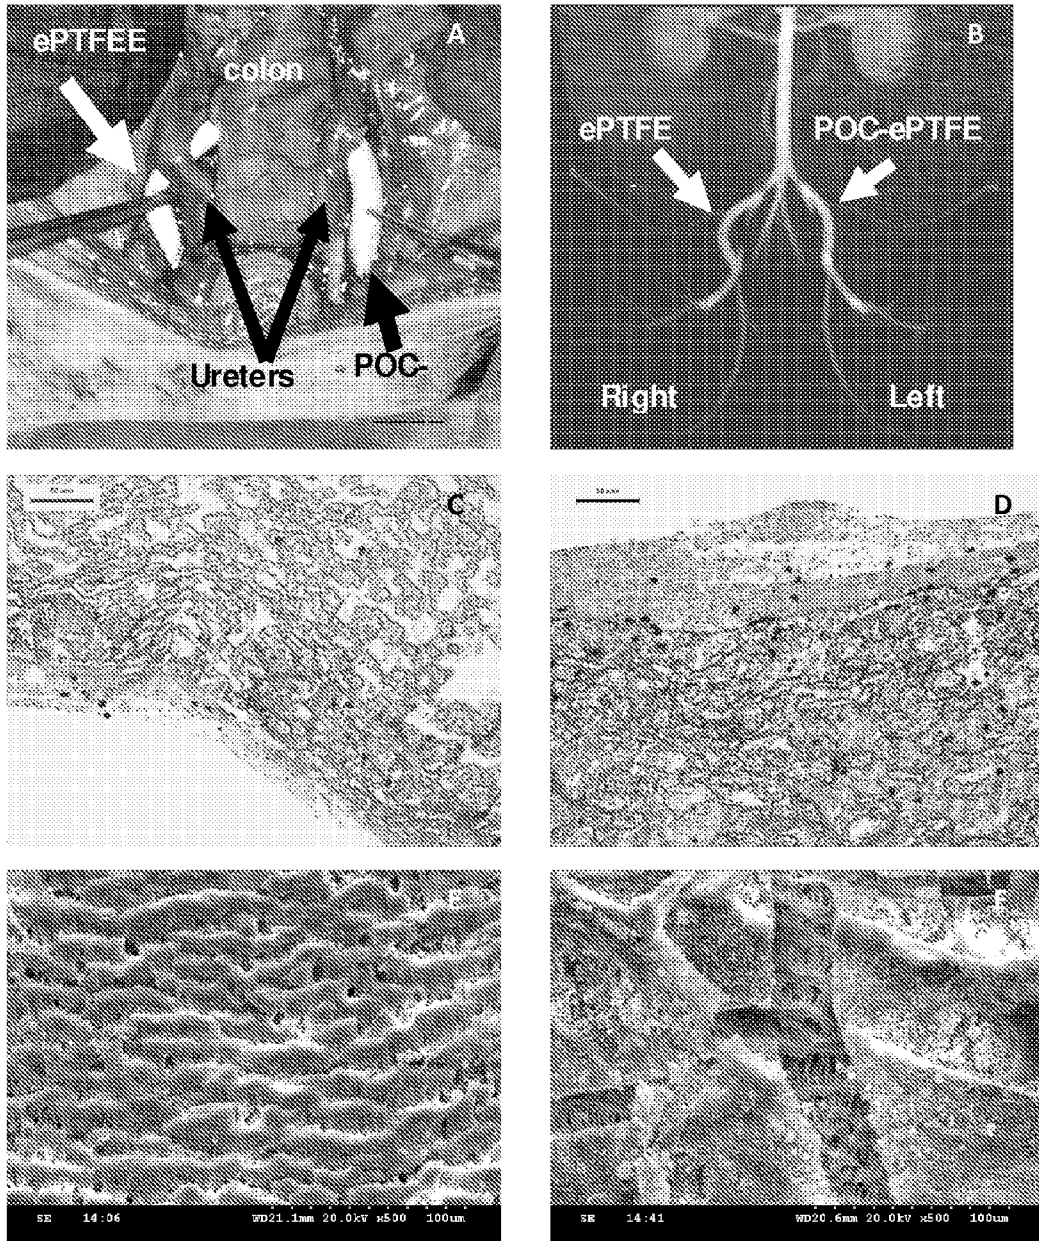 ePTFEE
A
colon
Ureters
POC-
B
ePTFE
POC-ePTFE
Right
Left
C
D
E
SE 14:06 WD21.1mm 20.0kV x500 100um
F
SE 14:41 WD20.6mm 20.0kV x500 100um